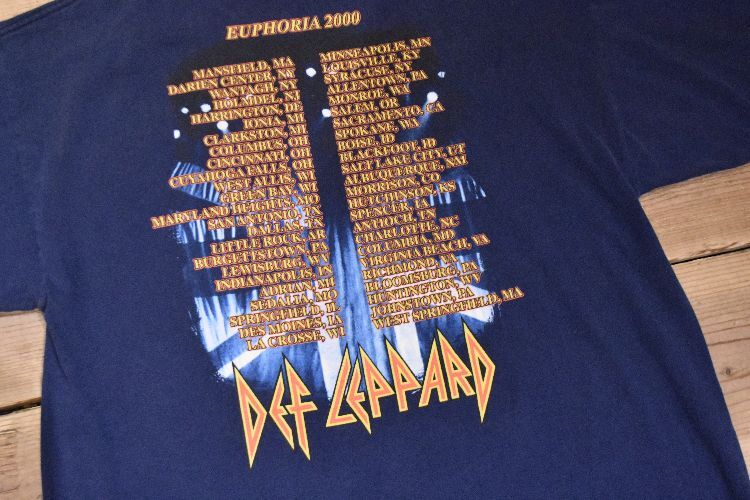 EUPHORIA 2000
MANSFIELD, MA
DARIEN CENTER, NY
WANTAGH, NY
HOLMDEL, NJ
HARRINGTON, DE
IONIA, MI
CLARKSTON, MI
COLUMBUS, OH
CINCINNATI, OH
CUYAHOGA FALLS, OH
WEST ALLIS, WI
GREEN BAY, WI
MARYLAND HEIGHTS, MO
SAN ANTONIO, TX
DALLAS, TX
LITTLE ROCK, AR
BURGETTSTOWN, PA
LEWISBURG, WV
INDIANAPOLIS, IN
ADRIAN, MI
SEDALIA, MO
SPRINGFIELD, IL
DES MOINES, IA
LA CROSSE, WI
MINNEAPOLIS, MN
LOUISVILLE, KY
SYRACUSE, NY
ALLENTOWN, PA
MONROE, WA
SALEM, OR
SACRAMENTO, CA
SPOKANE, WA
BOISE, ID
BLACKFOOT, ID
SALT LAKE CITY, UT
ALBUQUERQUE, NM
MORRISON, CO
HUTCHINSON, KS
SPENCER, IA
ANTIOCH, TN
CHARLOTTE, NC
COLUMBIA, MD
VIRGINIA BEACH, VA
RICHMOND, VA
BLOOMSBURG, PA
HUNTINGTON, WV
JOHNSTOWN, PA
WEST SPRINGFIELD, MA
DEF LEPPARD